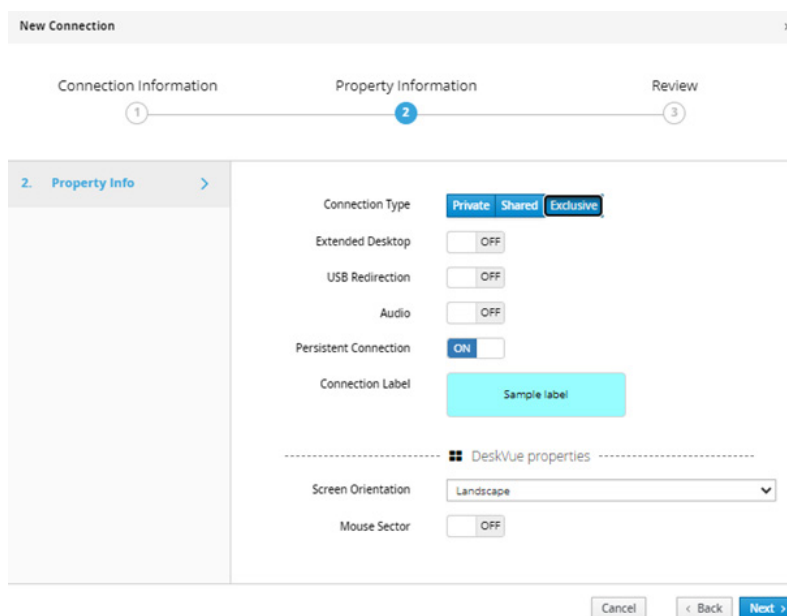 New Connection
Connection Information
Property Information
Review
1
2
3
2. Property Info
Connection Type
Private Shared Exclusive
Extended Desktop
OFF
USB Redirection
OFF
Audio
OFF
Persistent Connection
ON
Connection Label
Sample label
DeskVue properties
Screen Orientation
Landscape
Mouse Sector
OFF
Cancel
< Back
Next >